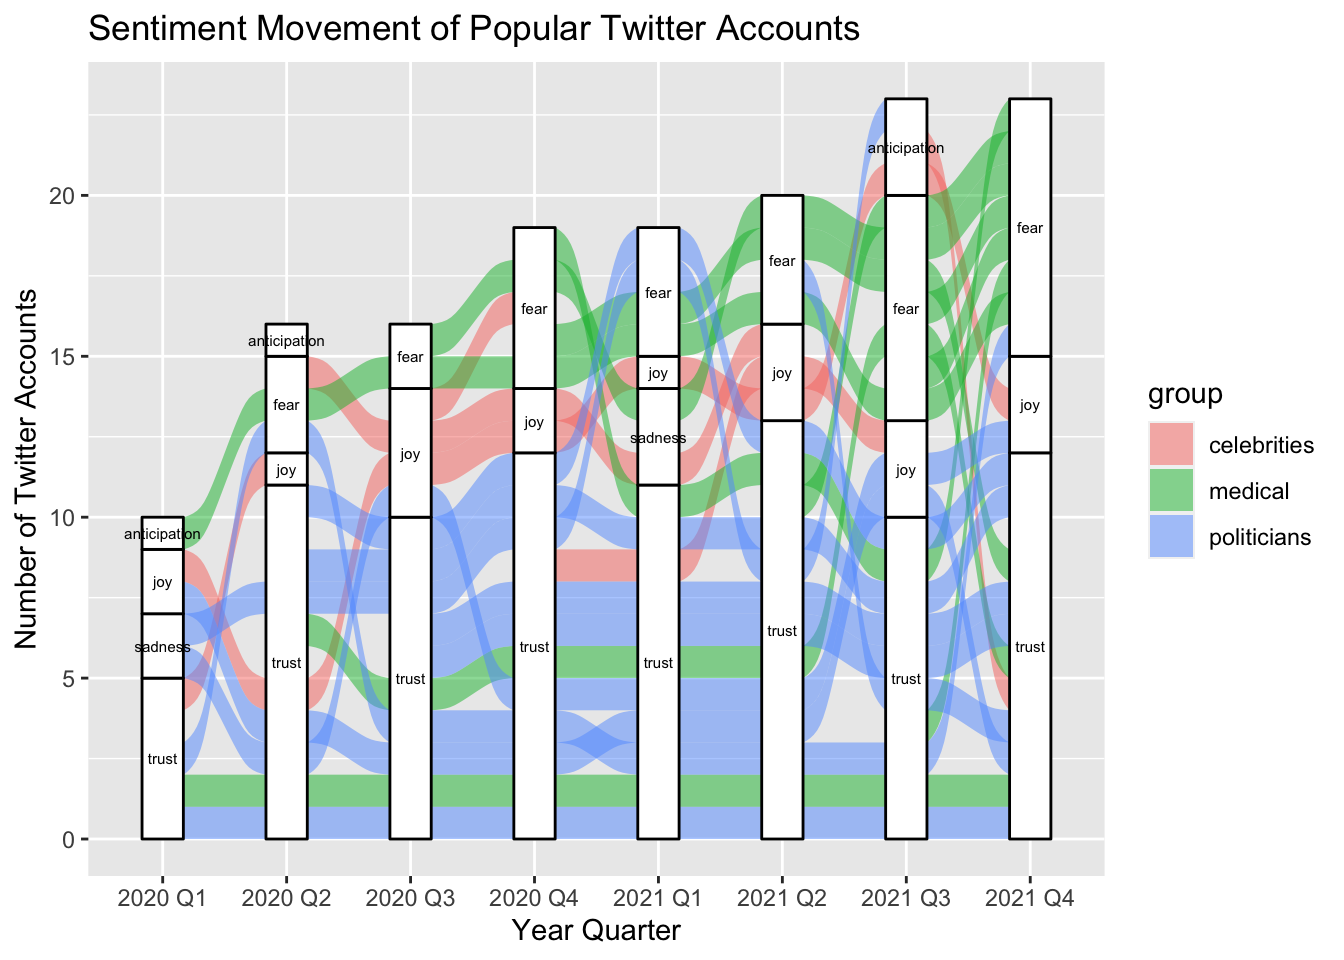 Sentiment Movement of Popular Twitter Accounts
Number of Twitter Accounts
20
15
10
5
0
anticipation
joy
sadness
trust
anticipation
fear
joy
trust
fear
joy
trust
fear
joy
trust
fear
joy
sadness
trust
fear
joy
trust
anticipation
fear
joy
trust
fear
joy
trust
2020 Q1
2020 Q2
2020 Q3
2020 Q4
2021 Q1
2021 Q2
2021 Q3
2021 Q4
Year Quarter
group
celebrities
medical
politicians